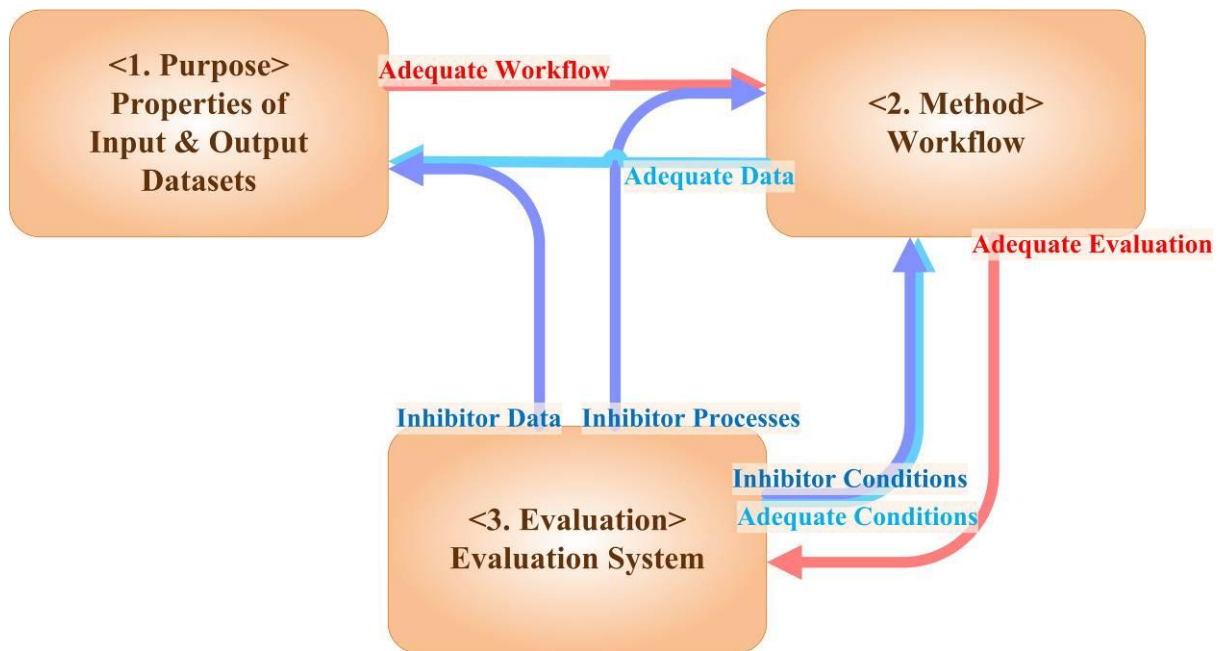 <1. Purpose>
Properties of
Input & Output
Datasets
Adequate Workflow
<2. Method>
Workflow
Adequate Data
Adequate Evaluation
Inhibitor Data
Inhibitor Processes
Inhibitor Conditions
Adequate Conditions
<3. Evaluation>
Evaluation System